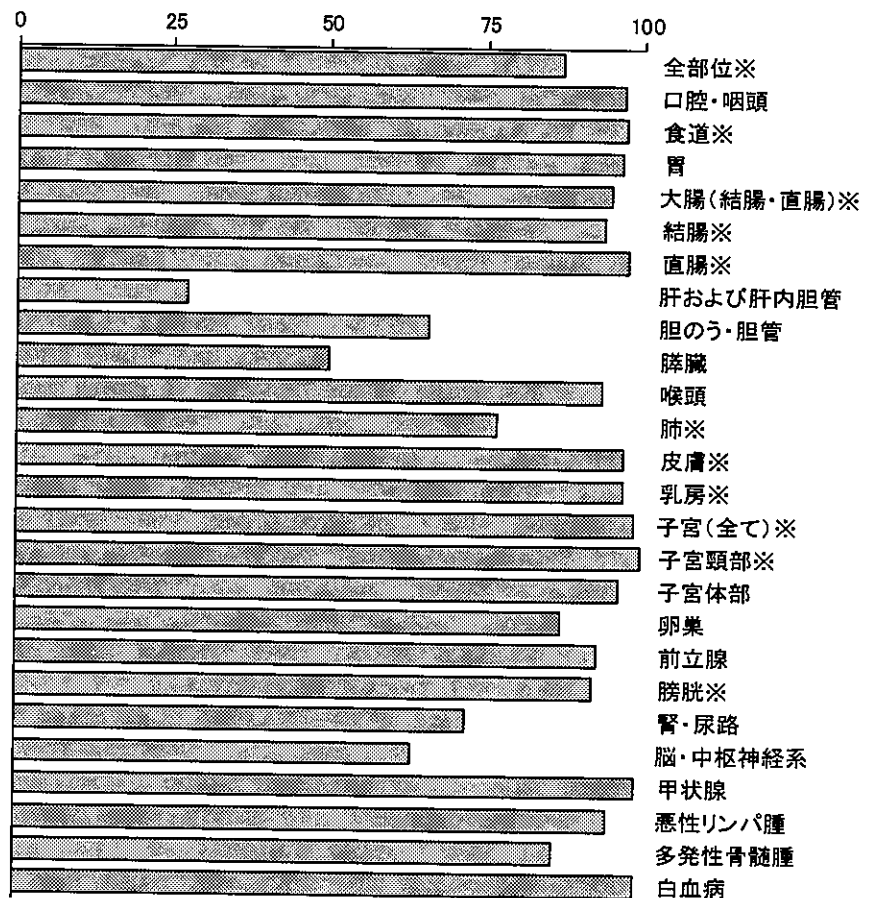 0 25 50 75 100
全部位※
口腔・咽頭
食道※
胃
大腸(結腸・直腸)※
結腸※
直腸※
肝および肝内胆管
胆のう・胆管
膵臓
喉頭
肺※
皮膚※
乳房※
子宮(全て)※
子宮頸部※
子宮体部
卵巣
前立腺
膀胱※
腎・尿路
脳・中枢神経系
甲状腺
悪性リンパ腫
多発性骨髄腫
白血病